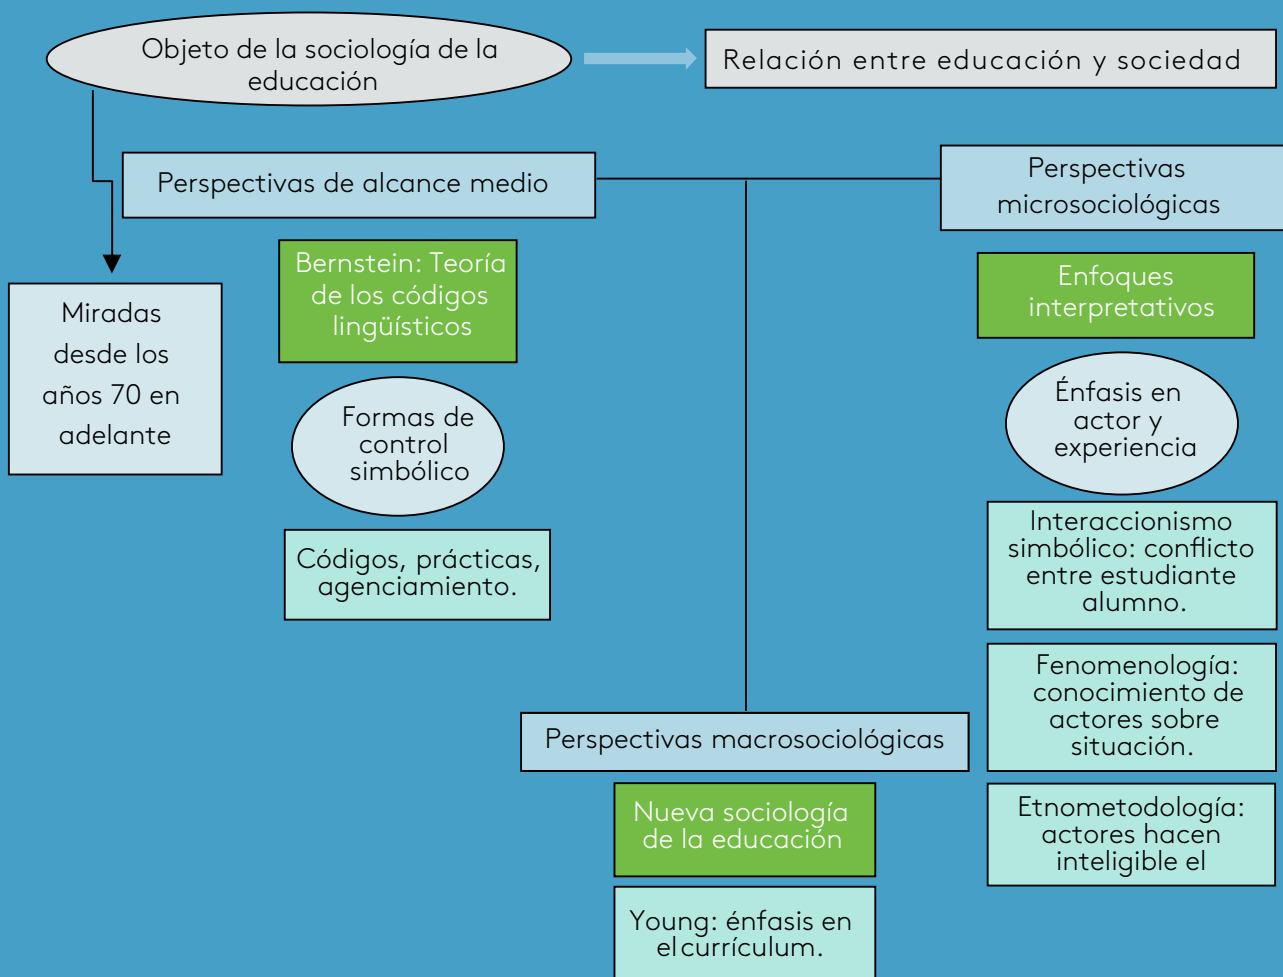 Objeto de la sociología de la
educación
Relación entre educación y sociedad
Perspectivas de alcance medio
Perspectivas
microsociológicas
Bernstein: Teoría
de los códigos
lingüísticos
Enfoques
interpretativos
Miradas
desde los
años 70 en
adelante
Formas de
control
simbólico
Énfasis en
actor y
experiencia
Códigos, prácticas,
agenciamiento.
Interaccionismo
simbólico: conflicto
entre estudiante
alumno.
Fenomenología:
conocimiento de
actores sobre
situación.
Perspectivas macrosociológicas
Nueva sociología
de la educación
Etnometodología:
actores hacen
inteligible el
Young: énfasis en
el currículum.